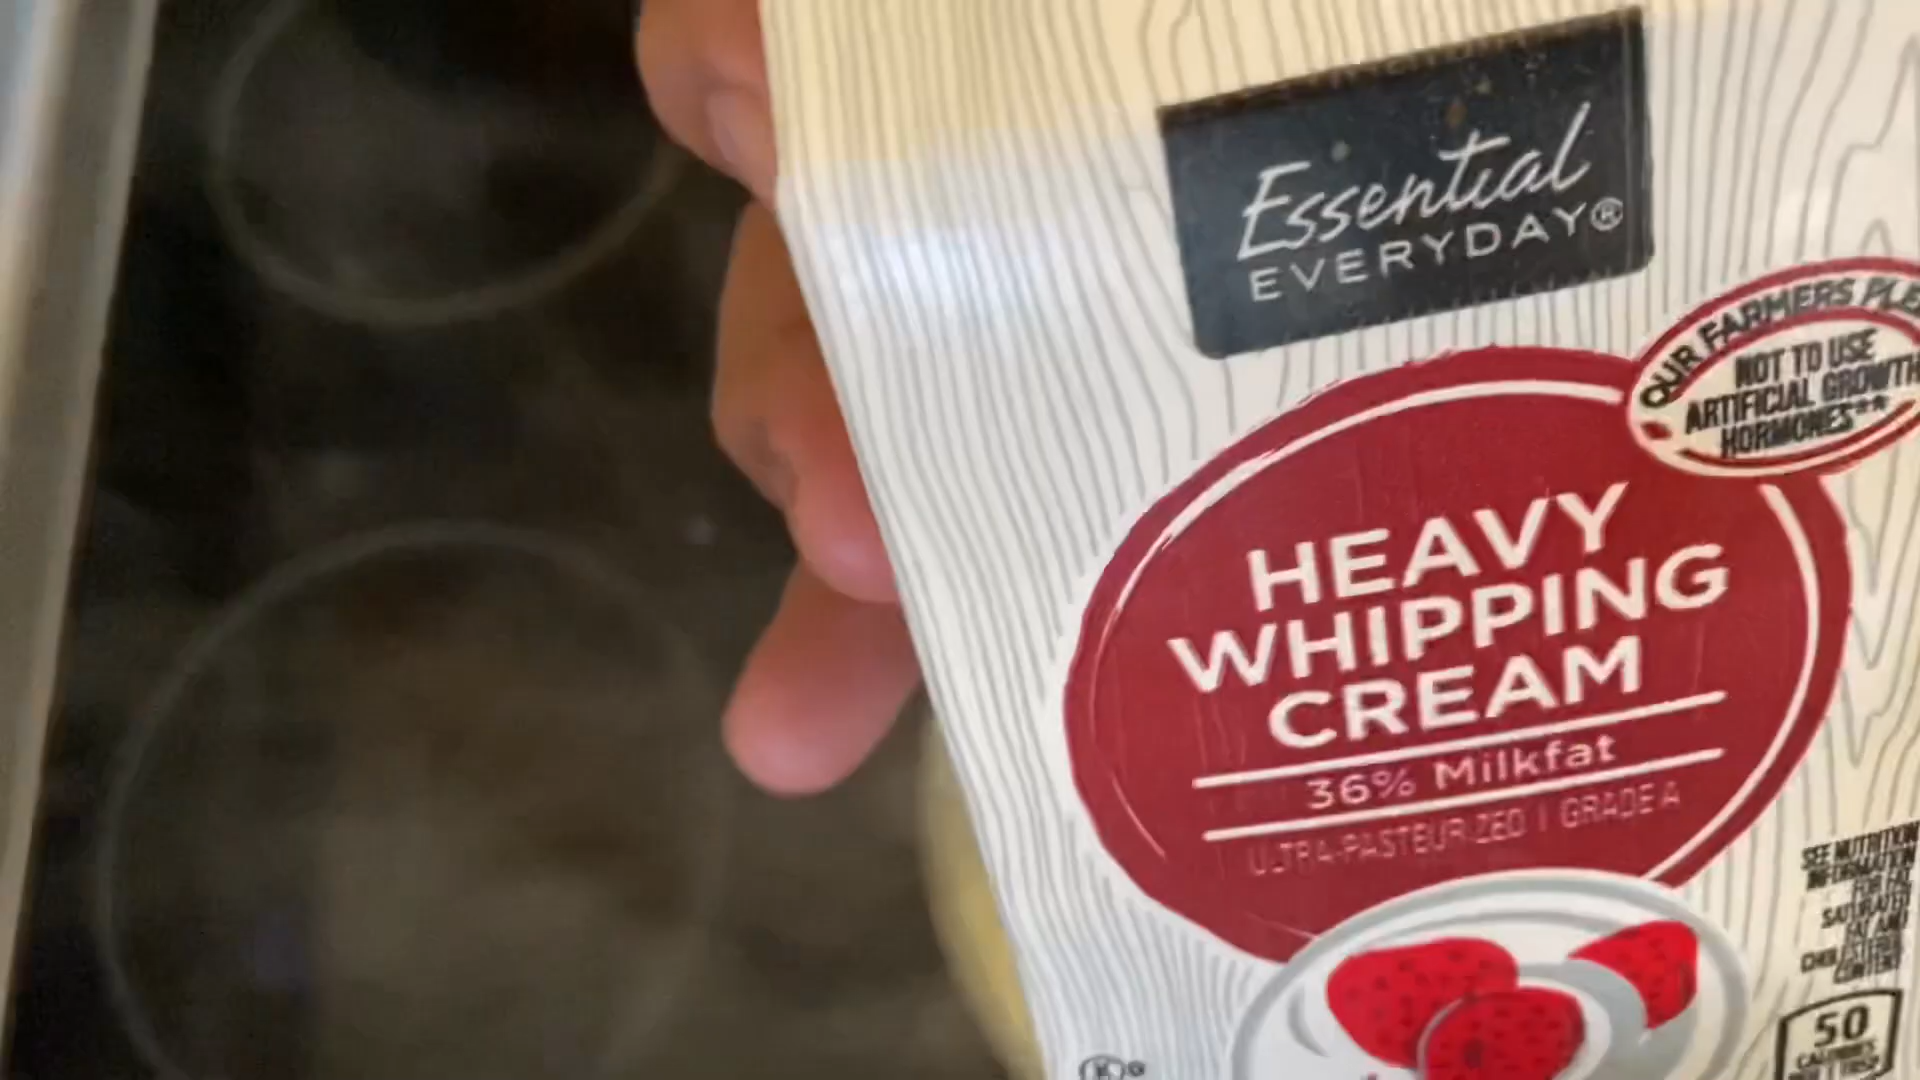 Essential
EVERYDAY®
OUR FARMERS
NOT TO USE
ARTIFICIAL GROWTH
HORMONES**
HEAVY
WHIPPING
CREAM
36% Milkfat
ULTRA-PASTEURIZED | GRADE A
SEE NUTRITION
INFORMATION
FOR FAT,
SATURATED
FAT AND
CHOLESTEROL
CONTENT
50
CALORIES
K